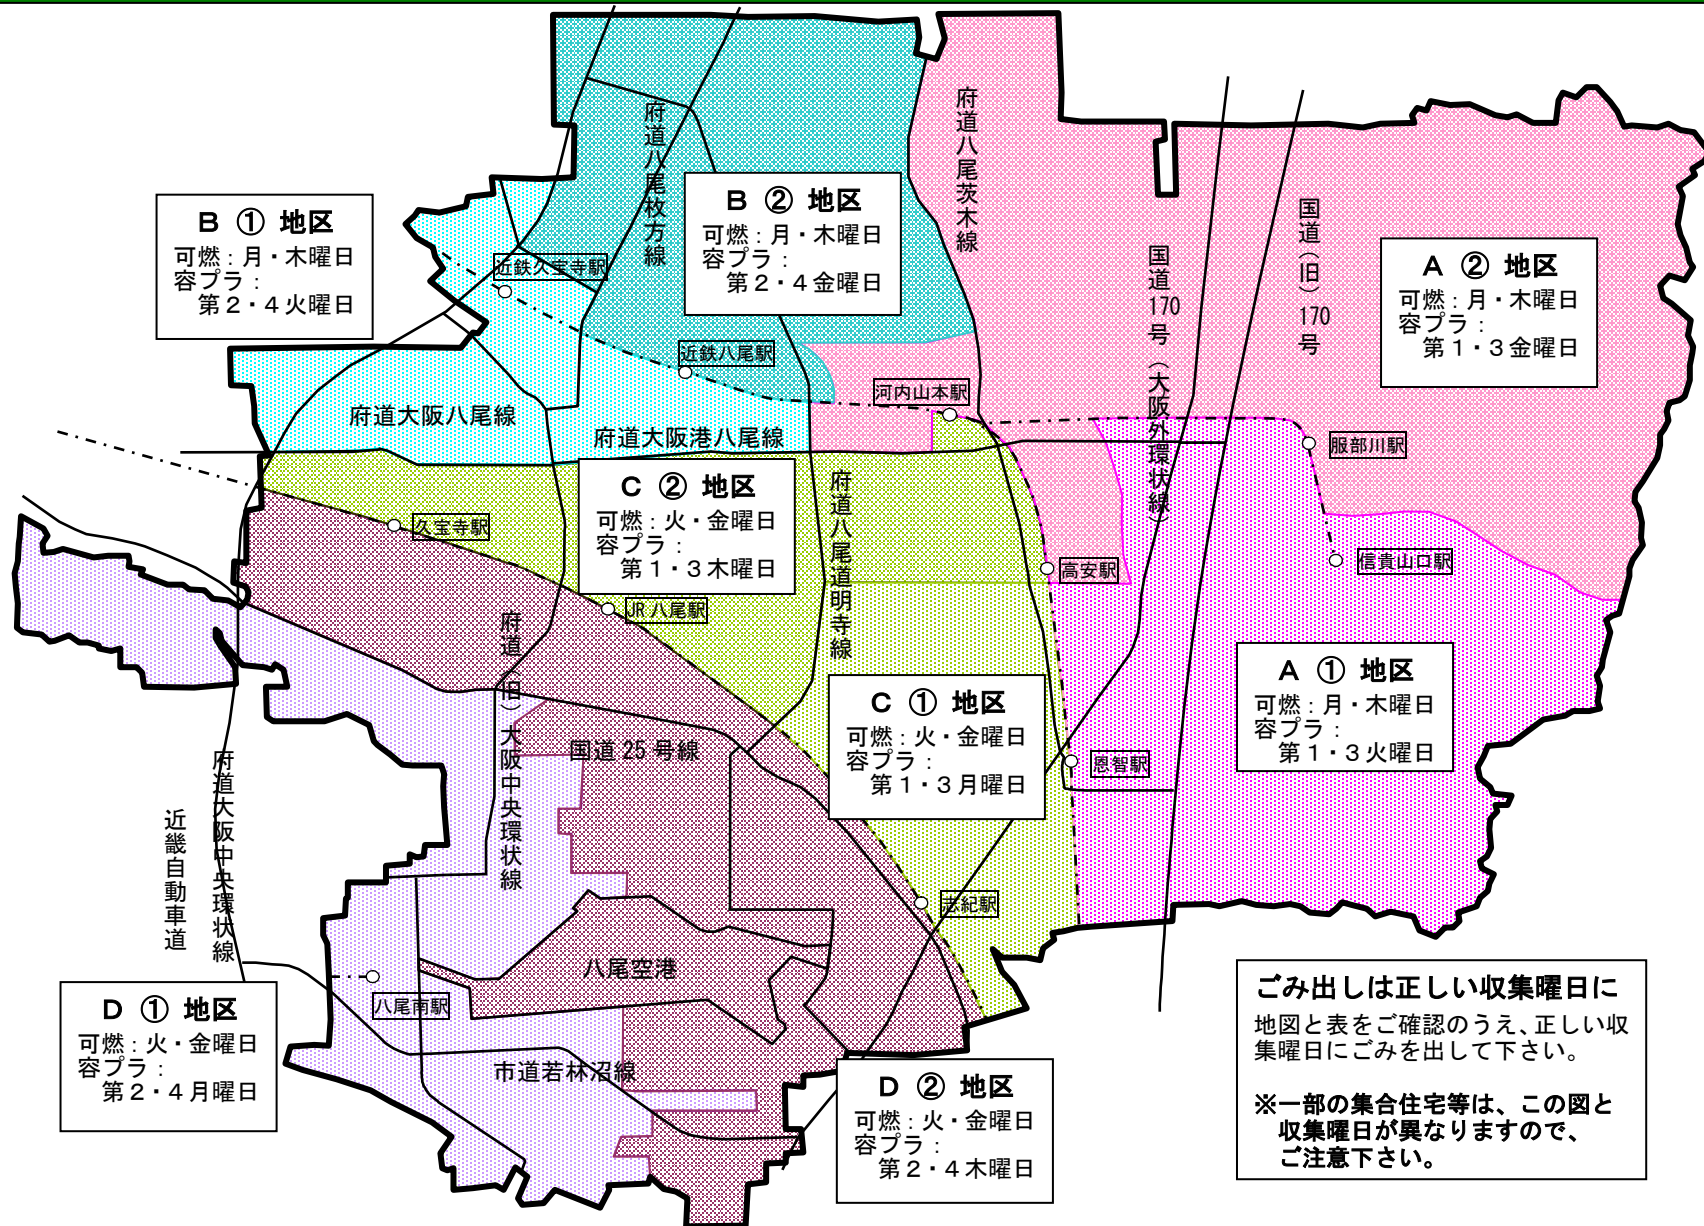 B ① 地区
可燃：月・木曜日
容プラ：
第２・４火曜日
B ② 地区
可燃：月・木曜日
容プラ：
第２・４金曜日
A ② 地区
可燃：月・木曜日
容プラ：
第１・３金曜日
府道八尾枚方線
府道八尾茨木線
国道170号（大阪外環状線）
国道（旧）170号
近鉄久宝寺駅
近鉄八尾駅
河内山本駅
服部川駅
府道大阪八尾線
府道大阪港八尾線
C ② 地区
可燃：火・金曜日
容プラ：
第１・３木曜日
府道八尾道明寺線
久宝寺駅
高安駅
信貴山口駅
JR八尾駅
府道（旧）大阪中央環状線
C ① 地区
可燃：火・金曜日
容プラ：
第１・３月曜日
A ① 地区
可燃：月・木曜日
容プラ：
第１・３火曜日
国道25号線
恩智駅
近畿自動車道
府道大阪中央環状線
志紀駅
八尾空港
八尾南駅
D ① 地区
可燃：火・金曜日
容プラ：
第２・４月曜日
市道若林沼線
D ② 地区
可燃：火・金曜日
容プラ：
第２・４木曜日
ごみ出しは正しい収集曜日に
地図と表をご確認のうえ、正しい収
集曜日にごみを出して下さい。
※一部の集合住宅等は、この図と
収集曜日が異なりますので、
ご注意下さい。